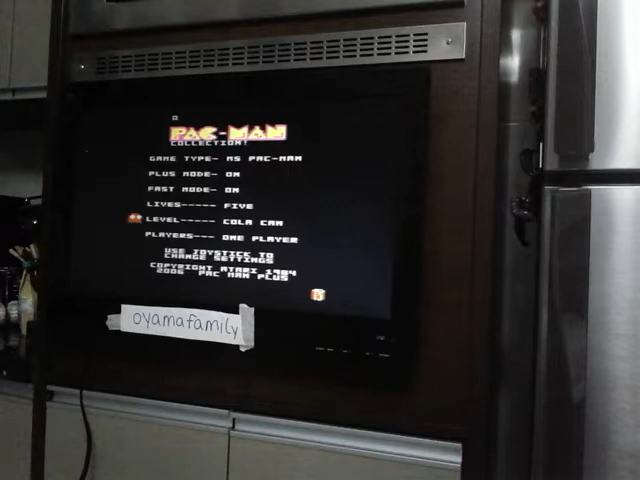 PAC-MAN
COLLECTION!
GAME TYPE- MS PAC-MAN
PLUS MODE- ON
FAST MODE- ON
LIVES----- FIVE
LEVEL----- COLA CAN
PLAYERS--- ONE PLAYER
USE JOYSTICK TO
CHANGE SETTINGS
COPYRIGHT ATARI 1984
2006 PAC MAN PLUS
oyamafamily